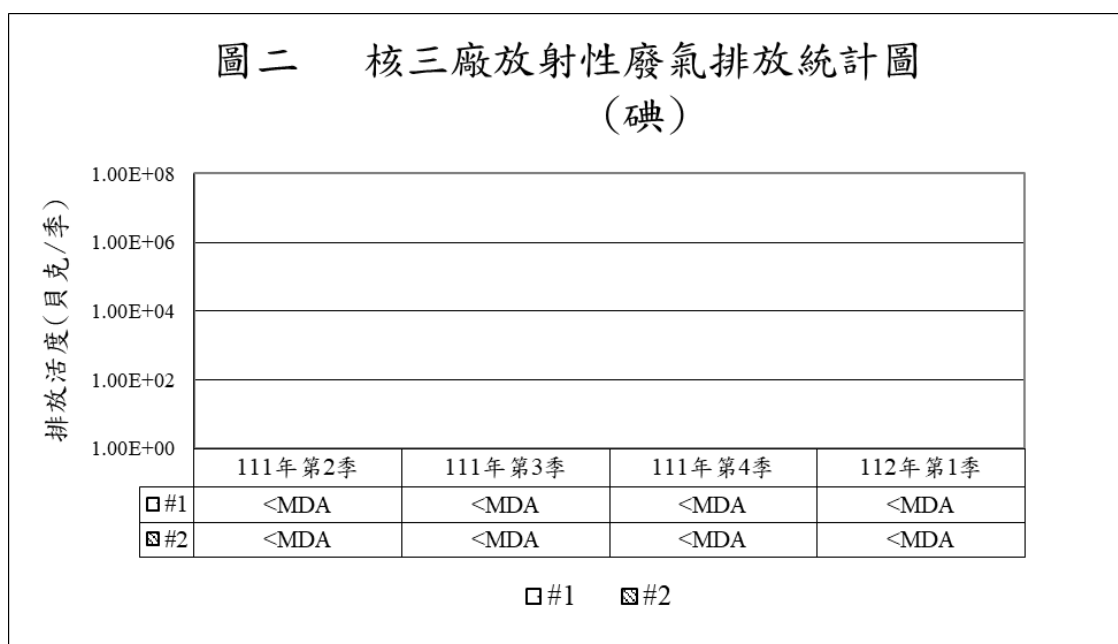 圖二 核三廠放射性廢氣排放統計圖
(碘)
排放活度(貝克/季)
1.00E+08
1.00E+06
1.00E+04
1.00E+02
1.00E+00
111年第2季 111年第3季 111年第4季 112年第1季
#1 <MDA <MDA <MDA <MDA
#2 <MDA <MDA <MDA <MDA
#1 #2